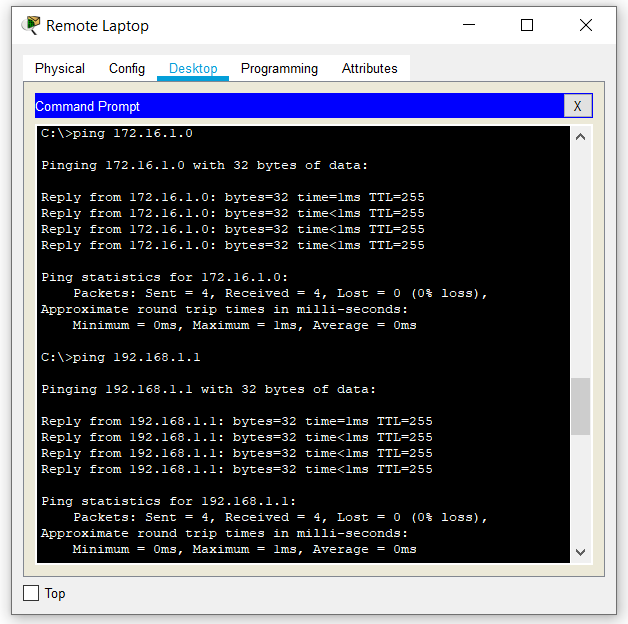 Remote Laptop
Physical Config Desktop Programming Attributes
Command Prompt X
C:\>ping 172.16.1.0
Pinging 172.16.1.0 with 32 bytes of data:
Reply from 172.16.1.0: bytes=32 time=1ms TTL=255
Reply from 172.16.1.0: bytes=32 time<1ms TTL=255
Reply from 172.16.1.0: bytes=32 time<1ms TTL=255
Reply from 172.16.1.0: bytes=32 time<1ms TTL=255
Ping statistics for 172.16.1.0:
    Packets: Sent = 4, Received = 4, Lost = 0 (0% loss),
Approximate round trip times in milli-seconds:
    Minimum = 0ms, Maximum = 1ms, Average = 0ms
C:\>ping 192.168.1.1
Pinging 192.168.1.1 with 32 bytes of data:
Reply from 192.168.1.1: bytes=32 time=1ms TTL=255
Reply from 192.168.1.1: bytes=32 time<1ms TTL=255
Reply from 192.168.1.1: bytes=32 time<1ms TTL=255
Reply from 192.168.1.1: bytes=32 time<1ms TTL=255
Ping statistics for 192.168.1.1:
    Packets: Sent = 4, Received = 4, Lost = 0 (0% loss),
Approximate round trip times in milli-seconds:
    Minimum = 0ms, Maximum = 1ms, Average = 0ms
Top